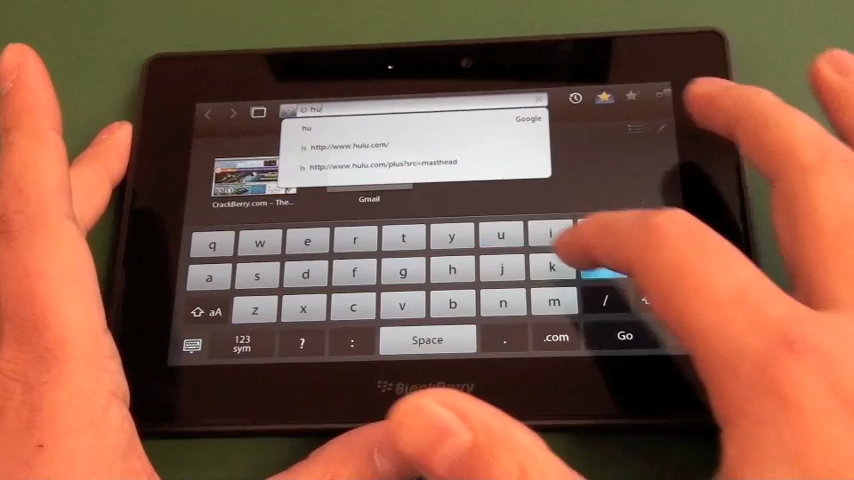 hu
hu Google
http://www.hulu.com/
h http://www.hulu.com/plus?src=masthead
CrackBerry.com – The...
Gmail
q w e r t y u i
a s d f g h j k
aA z x c v b n m /
123
sym ? : Space . .com Go
BlackBerry